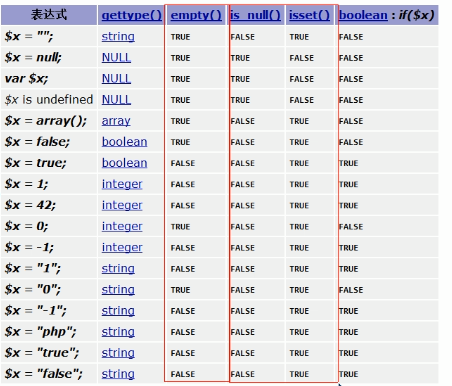 表达式 gettype() empty() is_null() isset() boolean : if($x)
$x = ""; string TRUE FALSE TRUE FALSE
$x = null; NULL TRUE TRUE FALSE FALSE
var $x; NULL TRUE TRUE FALSE FALSE
$x is undefined NULL TRUE TRUE FALSE FALSE
$x = array(); array TRUE FALSE TRUE FALSE
$x = false; boolean TRUE FALSE TRUE FALSE
$x = true; boolean FALSE FALSE TRUE TRUE
$x = 1; integer FALSE FALSE TRUE TRUE
$x = 42; integer FALSE FALSE TRUE TRUE
$x = 0; integer TRUE FALSE TRUE FALSE
$x = -1; integer FALSE FALSE TRUE TRUE
$x = "1"; string FALSE FALSE TRUE TRUE
$x = "0"; string TRUE FALSE TRUE FALSE
$x = "-1"; string FALSE FALSE TRUE TRUE
$x = "php"; string FALSE FALSE TRUE TRUE
$x = "true"; string FALSE FALSE TRUE TRUE
$x = "false"; string FALSE FALSE TRUE TRUE